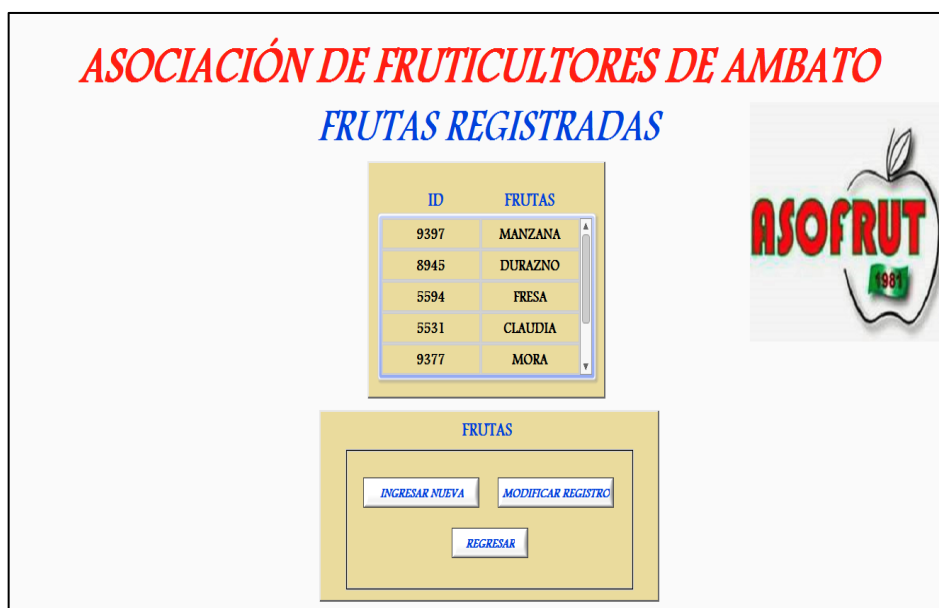 ASOCIACIÓN DE FRUTICULTORES DE AMBATO
FRUTAS REGISTRADAS
ID FRUTAS
9397 MANZANA
8945 DURAZNO
5594 FRESA
5531 CLAUDIA
9377 MORA
ASOFRUT
1981
FRUTAS
INGRESAR NUEVA MODIFICAR REGISTRO
REGRESAR